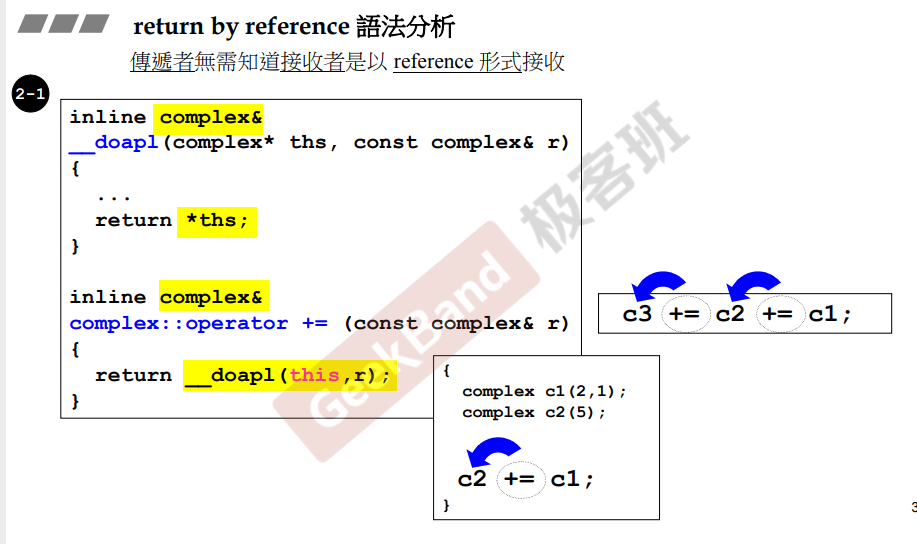 return by reference 語法分析
傳遞者無需知道接收者是以 reference 形式接收
2-1
inline complex&
__doapl(complex* ths, const complex& r)
{
...
return *ths;
}
inline complex&
complex::operator += (const complex& r)
{
return __doapl(this,r);
}
c3 += c2 += c1;
{
complex c1(2,1);
complex c2(5);
c2 += c1;
}
GeekBand 极客班
3